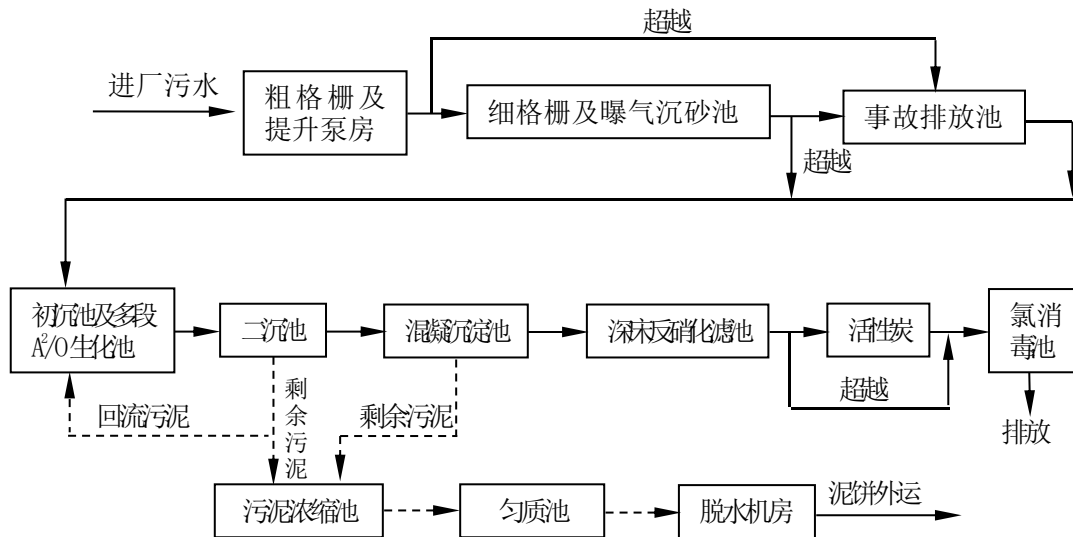 超越
进厂污水
粗格栅及
提升泵房
细格栅及曝气沉砂池
事故排放池
超越
初沉池及多段
A²/O生化池
二沉池
混凝沉淀池
深床反硝化滤池
活性炭
氯消
毒池
剩
余
污
泥
回流污泥
剩余污泥
超越
排放
污泥浓缩池
匀质池
脱水机房
泥饼外运